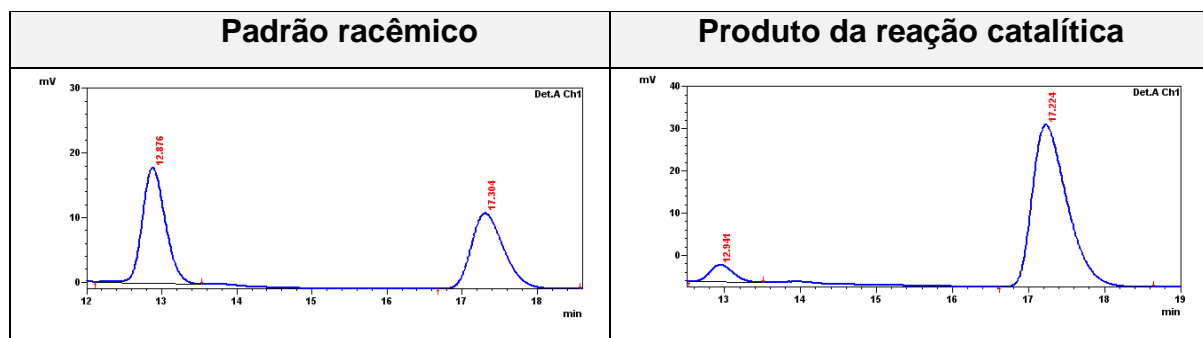 Padrão racêmico
Produto da reação catalítica
mV
30
20
10
0
12.876
17.304
Det.A Ch1
12 13 14 15 16 17 18
min
mV
40
30
20
10
0
12.941
17.224
Det.A Ch1
13 14 15 16 17 18 19
min